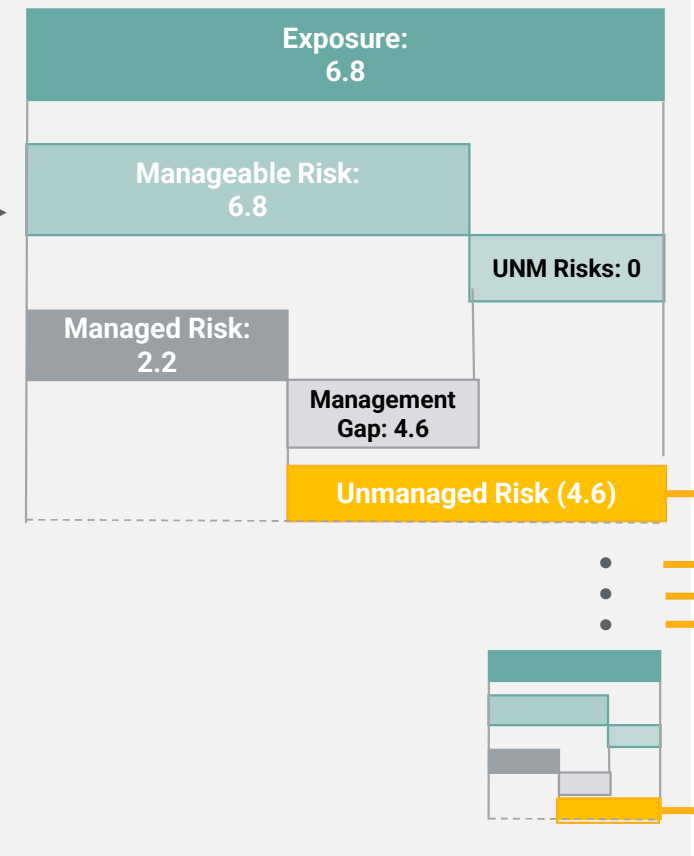 Exposure:
6.8
Manageable Risk:
6.8
UNM Risks: 0
Managed Risk:
2.2
Management
Gap: 4.6
Unmanaged Risk (4.6)